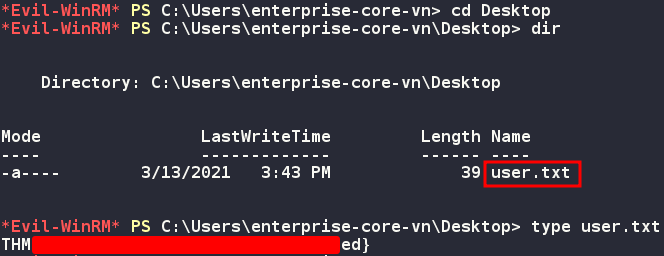 *Evil-WinRM* PS C:\Users\enterprise-core-vn> cd Desktop
*Evil-WinRM* PS C:\Users\enterprise-core-vn\Desktop> dir
Directory: C:\Users\enterprise-core-vn\Desktop
Mode LastWriteTime Length Name
---- ------------- ------ ----
-a---- 3/13/2021 3:43 PM 39 user.txt
*Evil-WinRM* PS C:\Users\enterprise-core-vn\Desktop> type user.txt
THM ed}